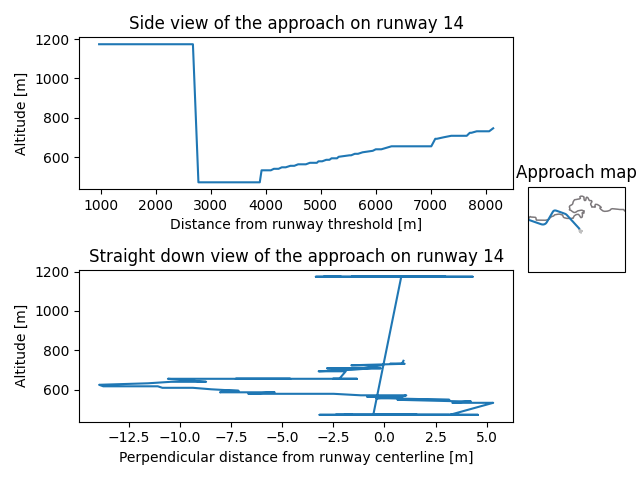 Side view of the approach on runway 14
1200
1000
800
600
Altitude [m]
1000 2000 3000 4000 5000 6000 7000 8000
Distance from runway threshold [m]
Approach map
Straight down view of the approach on runway 14
1200
1000
800
600
Altitude [m]
−12.5 −10.0 −7.5 −5.0 −2.5 0.0 2.5 5.0
Perpendicular distance from runway centerline [m]